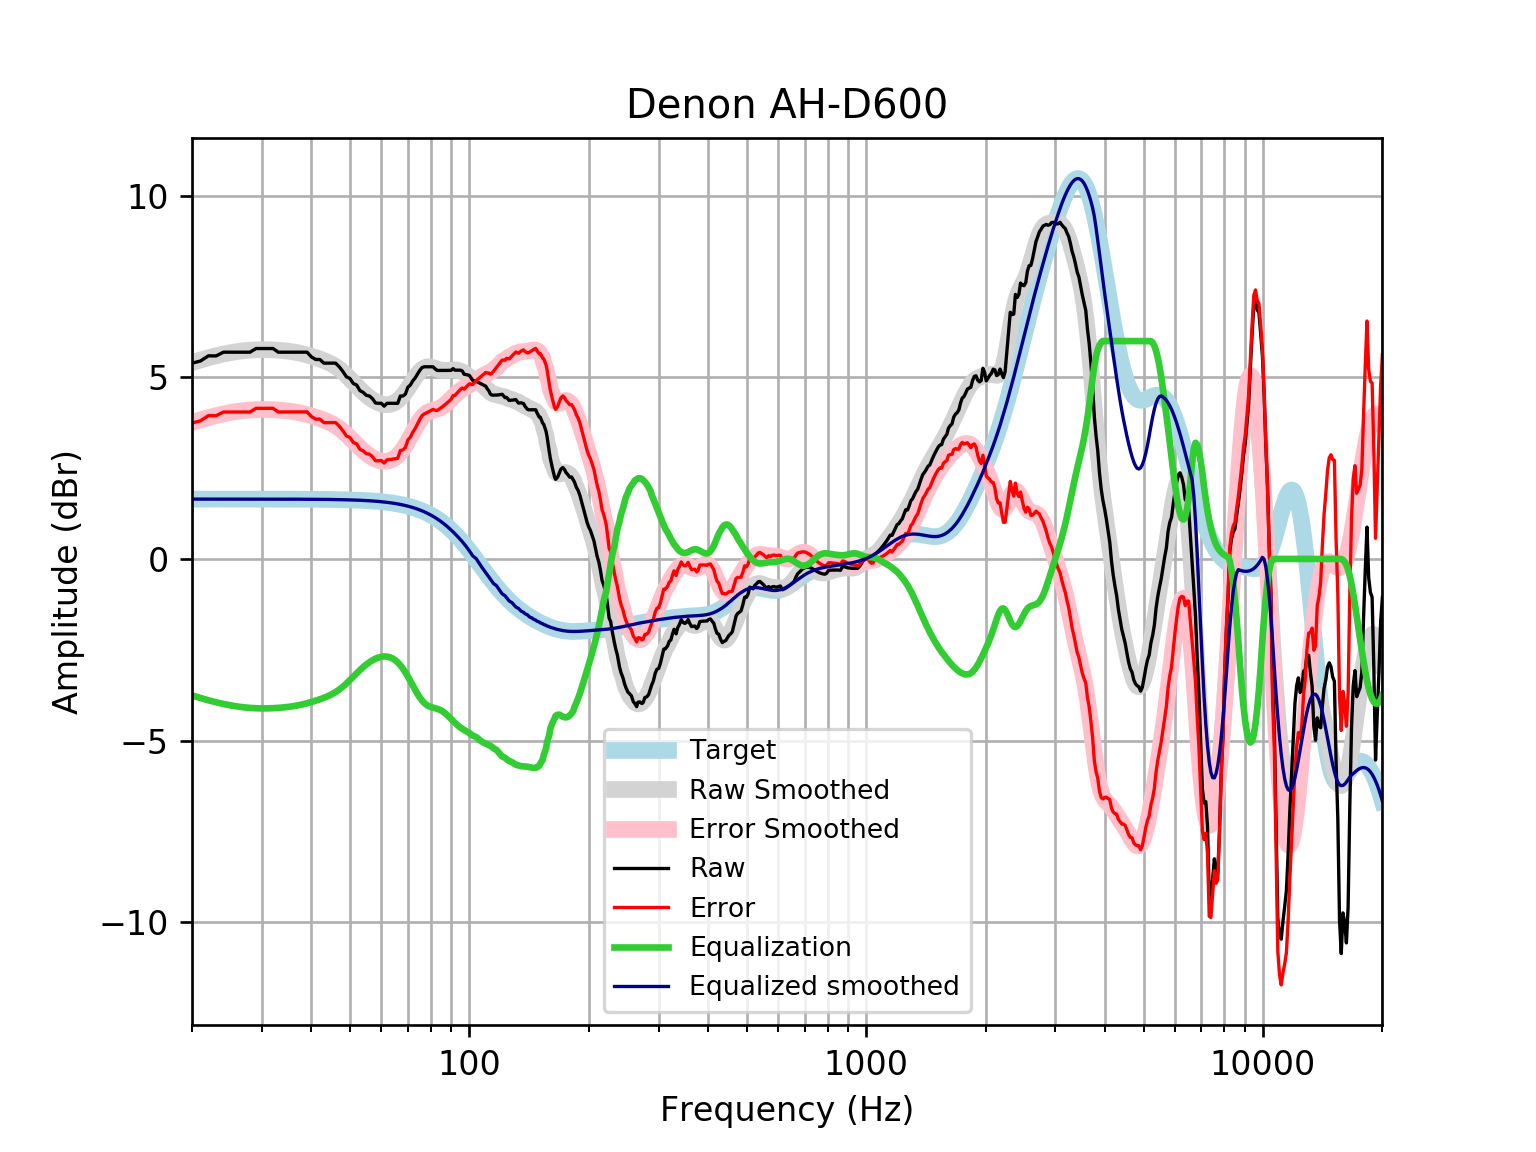 Denon AH-D600
10
5
0
−5
−10
Amplitude (dBr)
Target
Raw Smoothed
Error Smoothed
Raw
Error
Equalization
Equalized smoothed
100
1000
10000
Frequency (Hz)